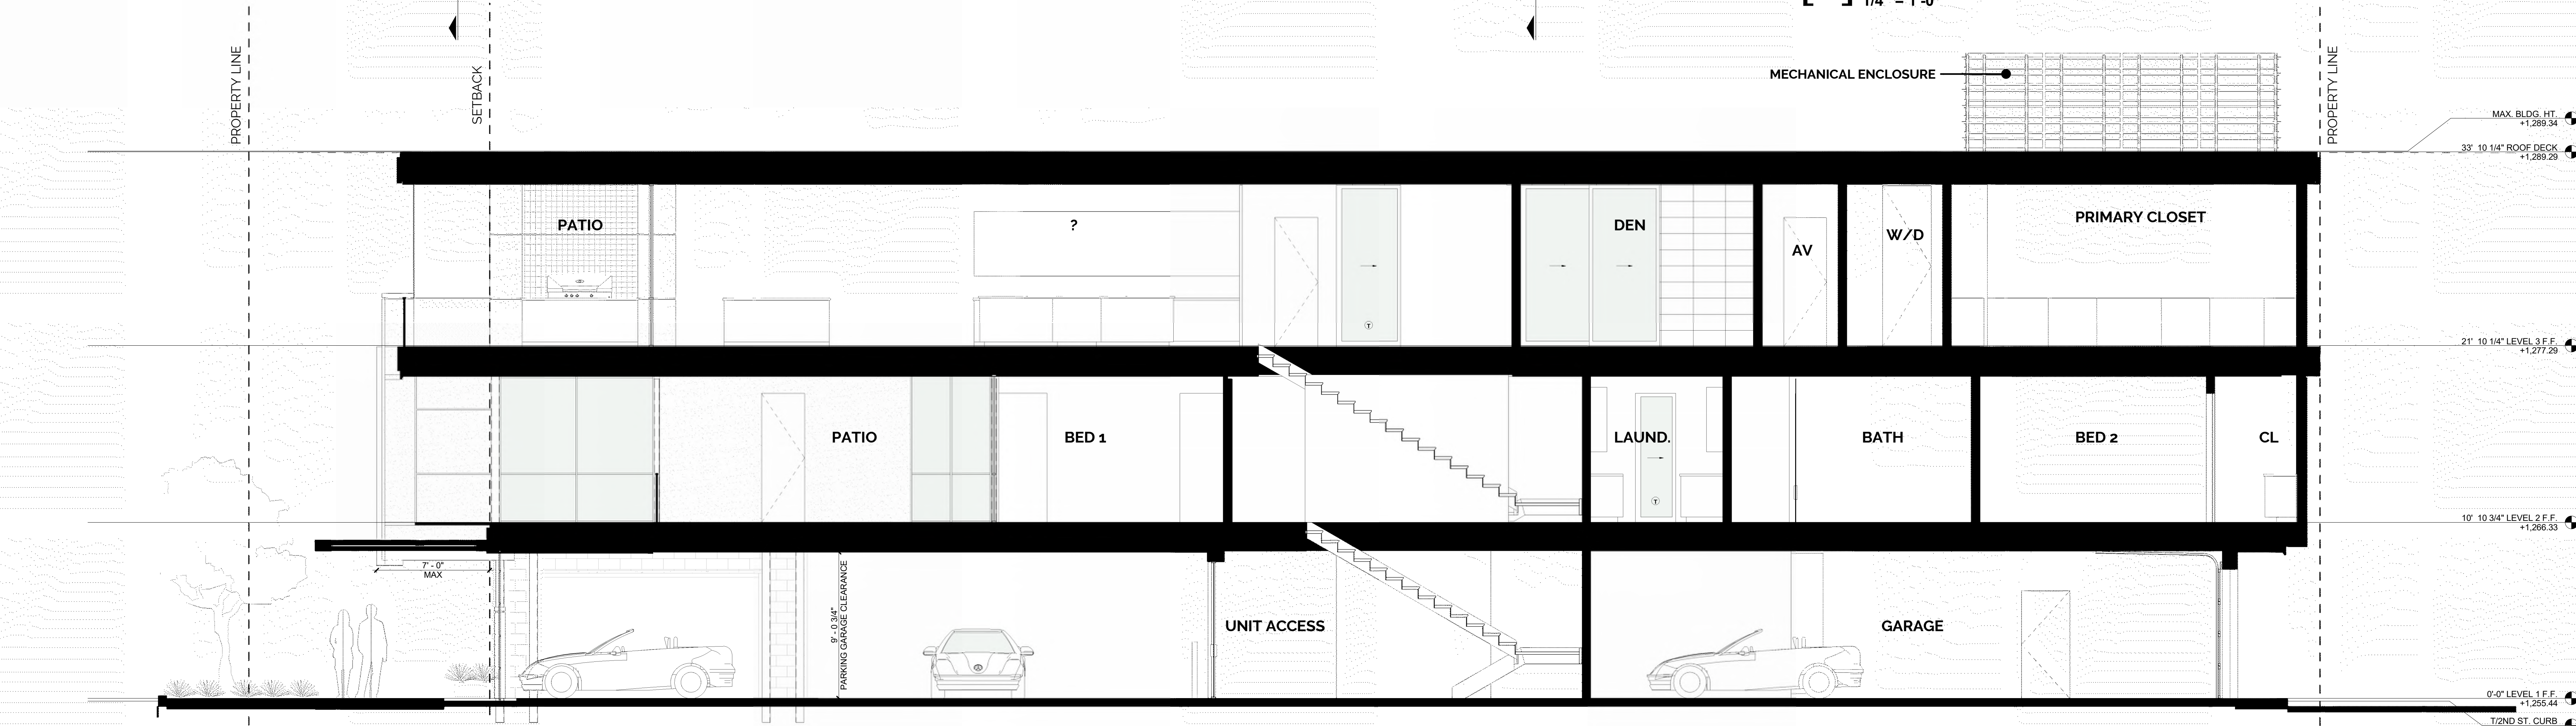 1/4" = 1'-0"
PROPERTY LINE
SETBACK
MECHANICAL ENCLOSURE
PROPERTY LINE
MAX. BLDG. HT.
+1,289.34
33' 10 1/4" ROOF DECK
+1,289.29
PATIO
?
DEN
AV
W/D
PRIMARY CLOSET
21' 10 1/4" LEVEL 3 F.F.
+1,277.29
PATIO
BED 1
LAUND.
BATH
BED 2
CL
T
T
10' 10 3/4" LEVEL 2 F.F.
+1,266.33
7' - 0"
MAX
9' - 0 3/4"
PARKING GARAGE CLEARANCE
UNIT ACCESS
GARAGE
0'-0" LEVEL 1 F.F.
+1,255.44
T/2ND ST. CURB